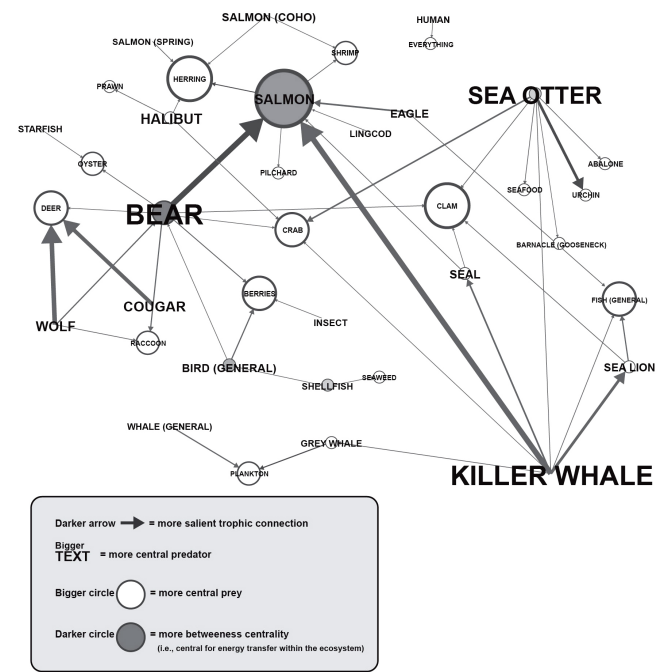 SALMON (COHO)
HUMAN
SALMON (SPRING)
EVERYTHING
SHRIMP
HERRING
PRAWN
SALMON
SEA OTTER
HALIBUT
EAGLE
STARFISH
LINGCOD
OYSTER
ABALONE
PILCHARD
SEAFOOD
URCHIN
DEER
BEAR
CLAM
CRAB
BARNACLE (GOOSENECK)
SEAL
BERRIES
FISH (GENERAL)
COUGAR
WOLF
INSECT
RACCOON
BIRD (GENERAL)
SEA LION
SEAWEED
SHELLFISH
WHALE (GENERAL)
GREY WHALE
PLANKTON
KILLER WHALE
Darker arrow = more salient trophic connection
Bigger
TEXT = more central predator
Bigger circle = more central prey
Darker circle = more betweeness centrality
(i.e., central for energy transfer within the ecosystem)